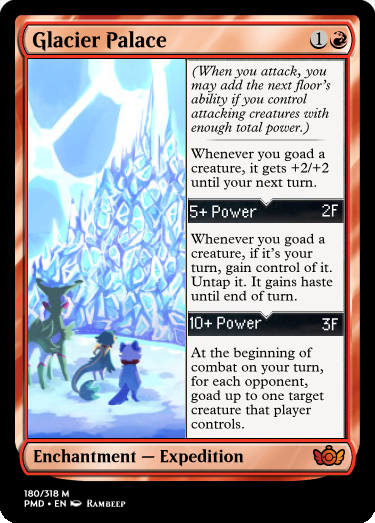 Glacier Palace 1
(When you attack, you
may add the next floor's
ability if you control
attacking creatures with
enough total power.)
Whenever you goad a
creature, it gets +2/+2
until your next turn.
5+ Power 2F
Whenever you goad a
creature, if it's your
turn, gain control of it.
Untap it. It gains haste
until end of turn.
10+ Power 3F
At the beginning of
combat on your turn,
for each opponent,
goad up to one target
creature that player
controls.
Enchantment — Expedition
180/318 M
PMD • EN Rambeep